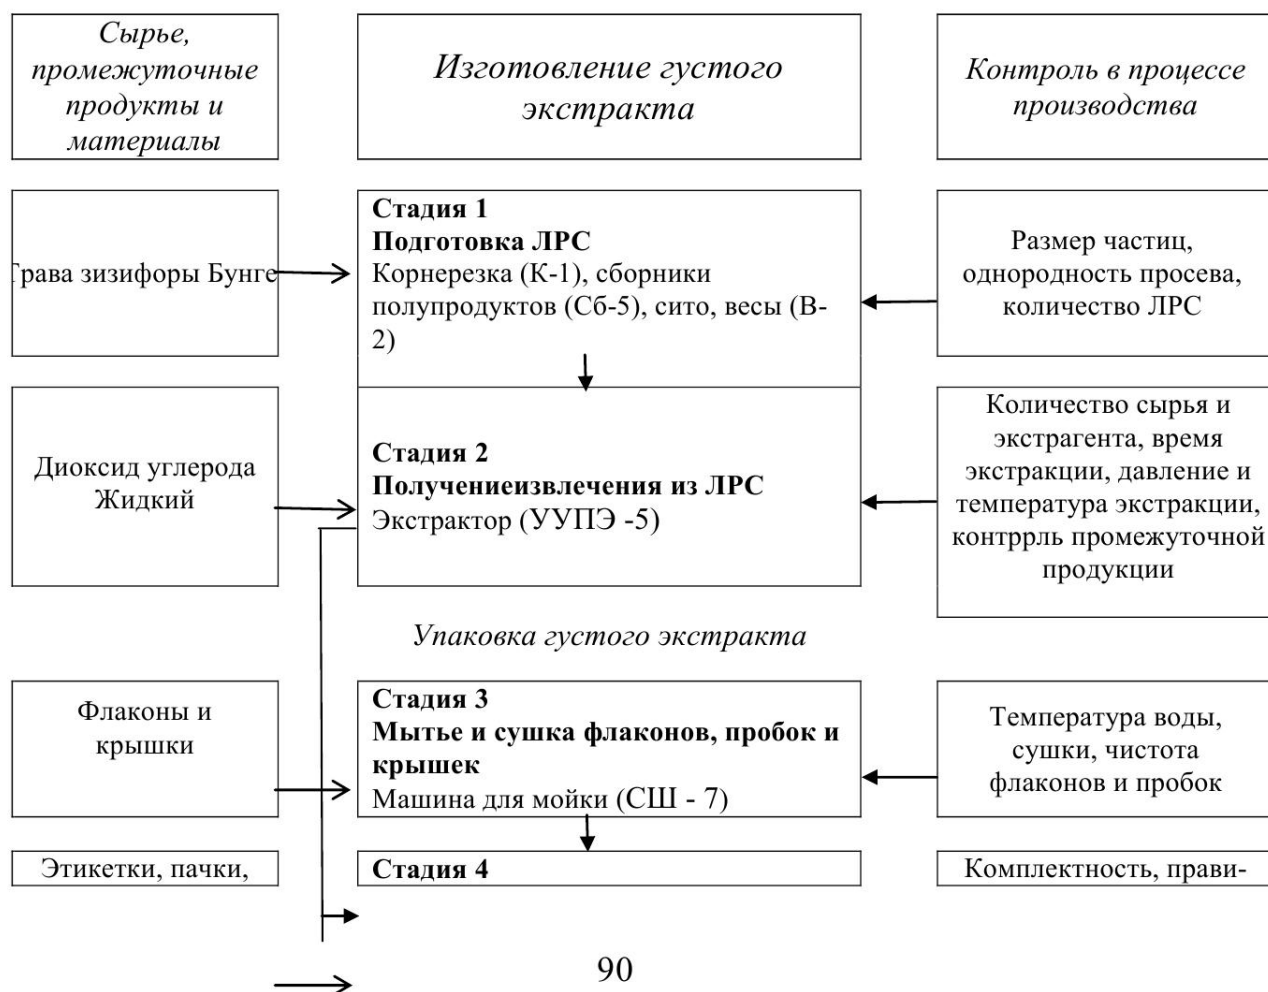 Сырье,
промежуточные
продукты и
материалы
Изготовление густого
экстракта
Контроль в процессе
производства
Трава зизифоры Бунге
Стадия 1
Подготовка ЛРС
Корнерезка (К-1), сборники
полупродуктов (Сб-5), сито, весы (В-
2)
Размер частиц,
однородность просева,
количество ЛРС
Диоксид углерода
Жидкий
Стадия 2
Получениеизвлечения из ЛРС
Экстрактор (УУПЭ -5)
Количество сырья и
экстрагента, время
экстракции, давление и
температура экстракции,
контррль промежуточной
продукции
Упаковка густого экстракта
Флаконы и
крышки
Стадия 3
Мытье и сушка флаконов, пробок и
крышек
Машина для мойки (СШ - 7)
Температура воды,
сушки, чистота
флаконов и пробок
Этикетки, пачки,
Стадия 4
Комплектность, прави-
90